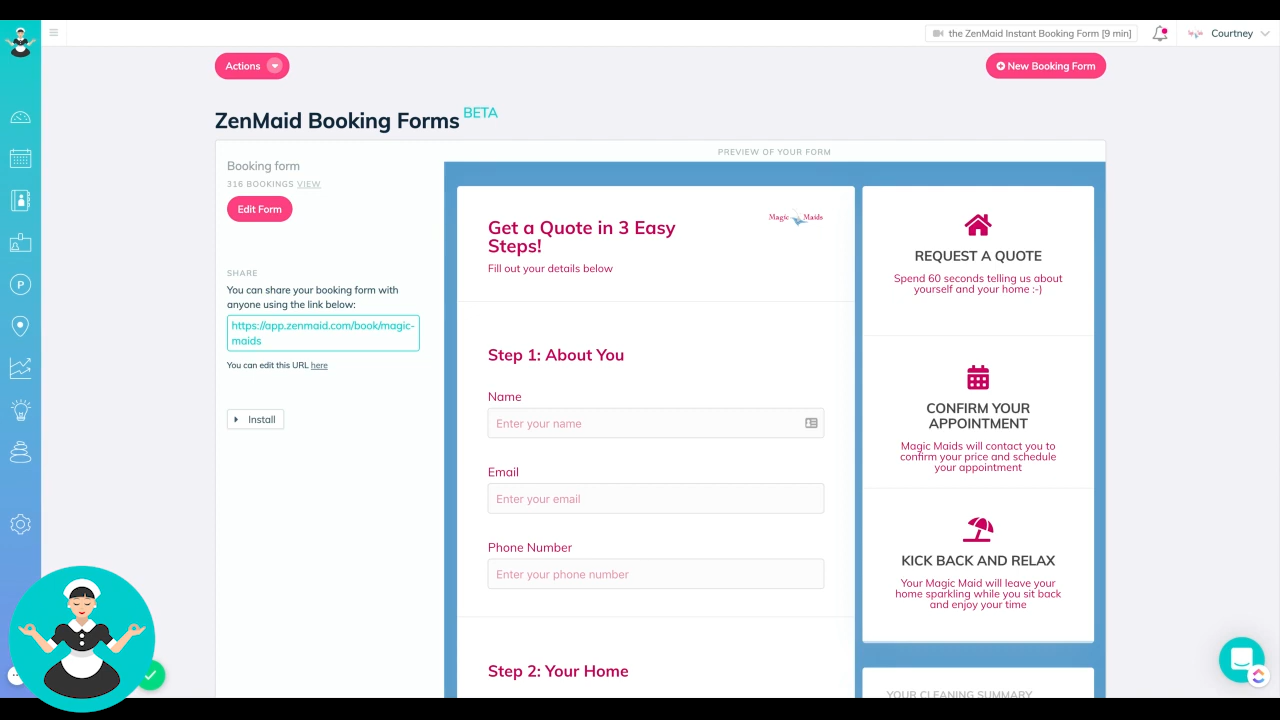 the ZenMaid Instant Booking Form [9 min]
Courtney
Actions
New Booking Form
ZenMaid Booking Forms BETA
PREVIEW OF YOUR FORM
Booking form
316 BOOKINGS VIEW
Edit Form
SHARE
You can share your booking form with
anyone using the link below:
https://app.zenmaid.com/book/magic-
maids
You can edit this URL here
Install
Get a Quote in 3 Easy
Steps!
Magic Maids
Fill out your details below
Step 1: About You
Name
Enter your name
Email
Enter your email
Phone Number
Enter your phone number
Step 2: Your Home
REQUEST A QUOTE
Spend 60 seconds telling us about
yourself and your home :-)
CONFIRM YOUR
APPOINTMENT
Magic Maids will contact you to
confirm your price and schedule
your appointment
KICK BACK AND RELAX
Your Magic Maid will leave your
home sparkling while you sit back
and enjoy your time
YOUR CLEANING SUMMARY
P